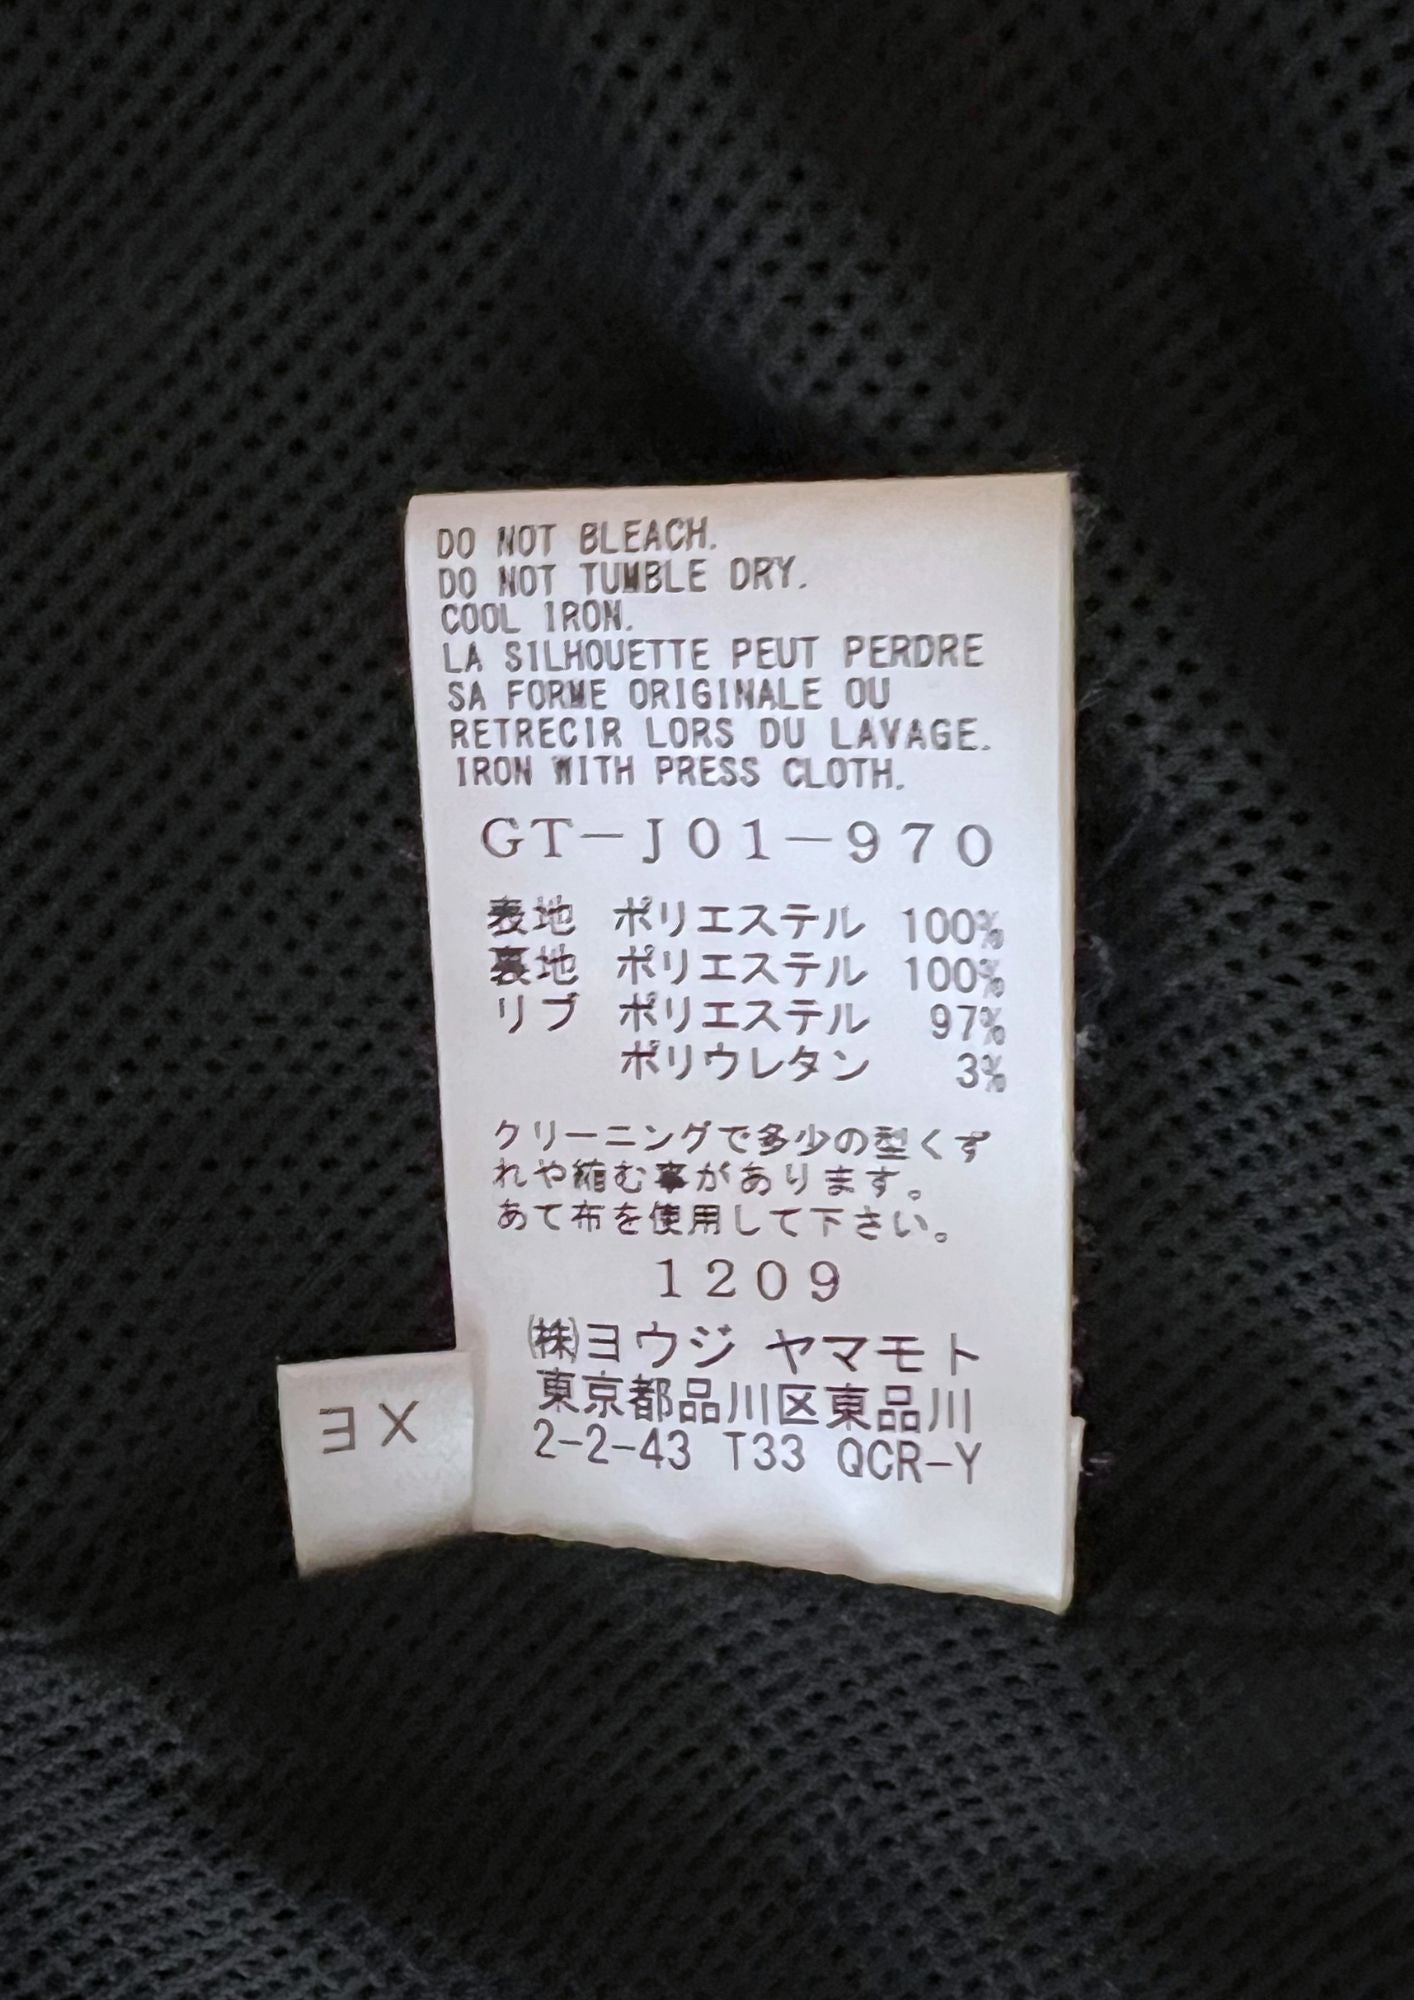 DO NOT BLEACH.
DO NOT TUMBLE DRY.
COOL IRON.
LA SILHOUETTE PEUT PERDRE
SA FORME ORIGINALE OU
RETRECIR LORS DU LAVAGE.
IRON WITH PRESS CLOTH.
GT-J01-970
表地 ポリエステル 100%
裏地 ポリエステル 100%
リブ ポリエステル 97%
ポリウレタン 3%
クリーニングで多少の型くず
れや縮む事があります。
あて布を使用して下さい。
1209
㈱ヨウジ ヤマモト
東京都品川区東品川
2-2-43 T33 QCR-Y
XE